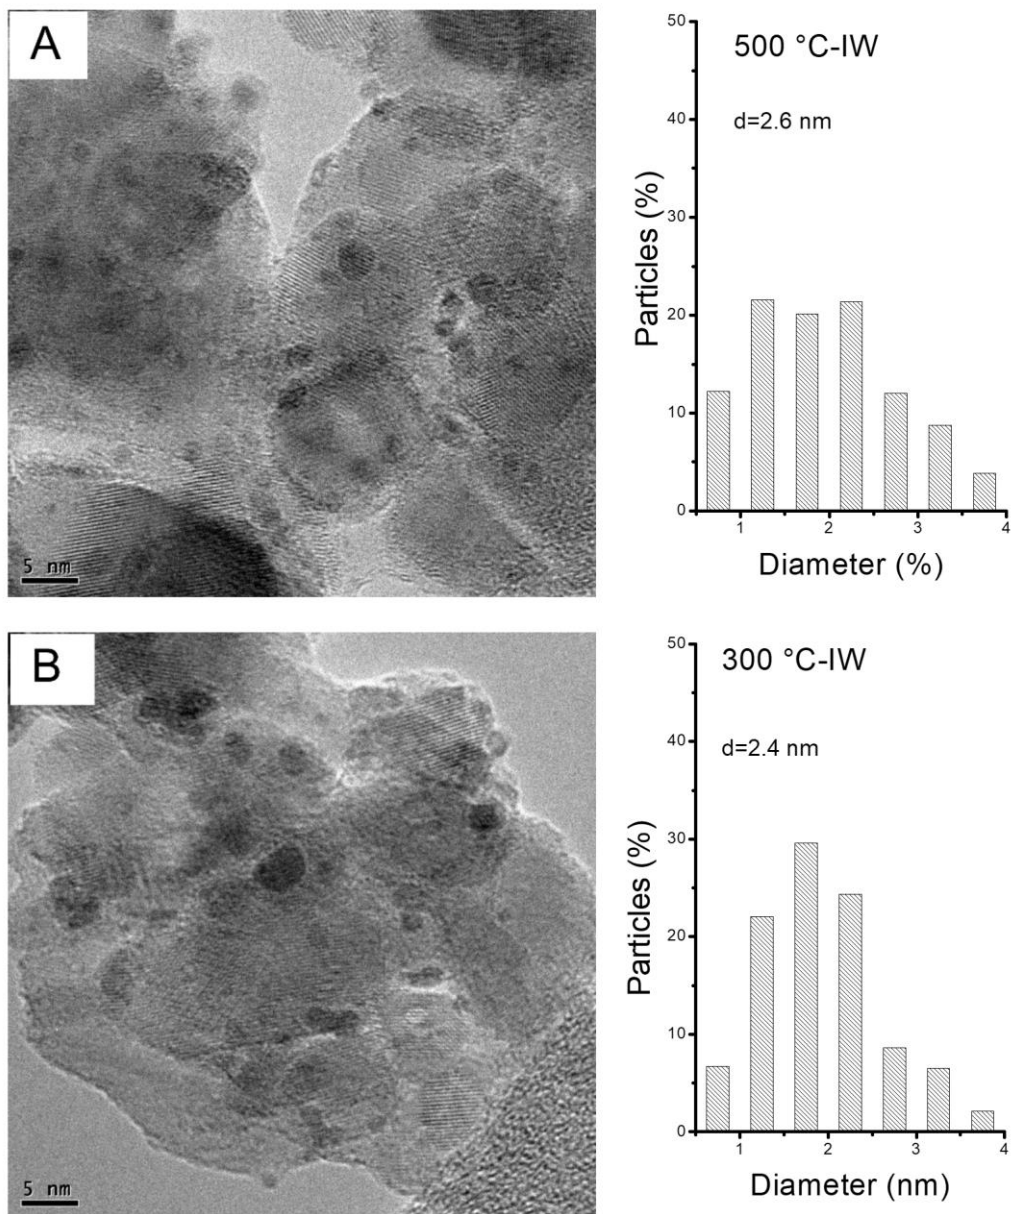 A
5 nm
500 °C-IW
d=2.6 nm
Particles (%)
50
40
30
20
10
0
1 2 3 4
Diameter (%)
B
5 nm
300 °C-IW
d=2.4 nm
Particles (%)
50
40
30
20
10
0
1 2 3 4
Diameter (nm)